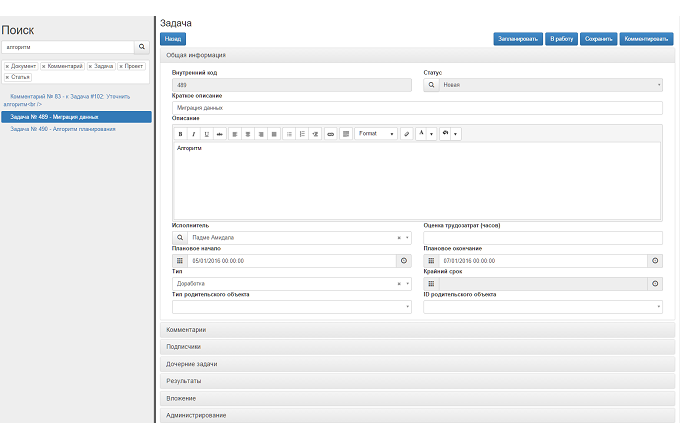 Поиск
алгоритм
× Документ × Комментарий × Задача × Проект
× Статья
Комментарий № 83 - к Задача #102: Уточнить
алгоритм<br />
Задача № 489 - Миграция данных
Задача № 490 - Алгоритм планирования
Задача
Назад Запланировать В работу Сохранить Комментировать
Общая информация
Внутренний код Статус
489 Новая
Краткое описание
Миграция данных
Описание
B I U abc Format A
Алгоритм
Исполнитель Оценка трудозатрат (часов)
Падме Амидала
Плановое начало Плановое окончание
05/01/2016 00:00:00 07/01/2016 00:00:00
Тип Крайний срок
Доработка
Тип родительского объекта ID родительского объекта
Комментарии
Подписчики
Дочерние задачи
Результаты
Вложение
Администрирование